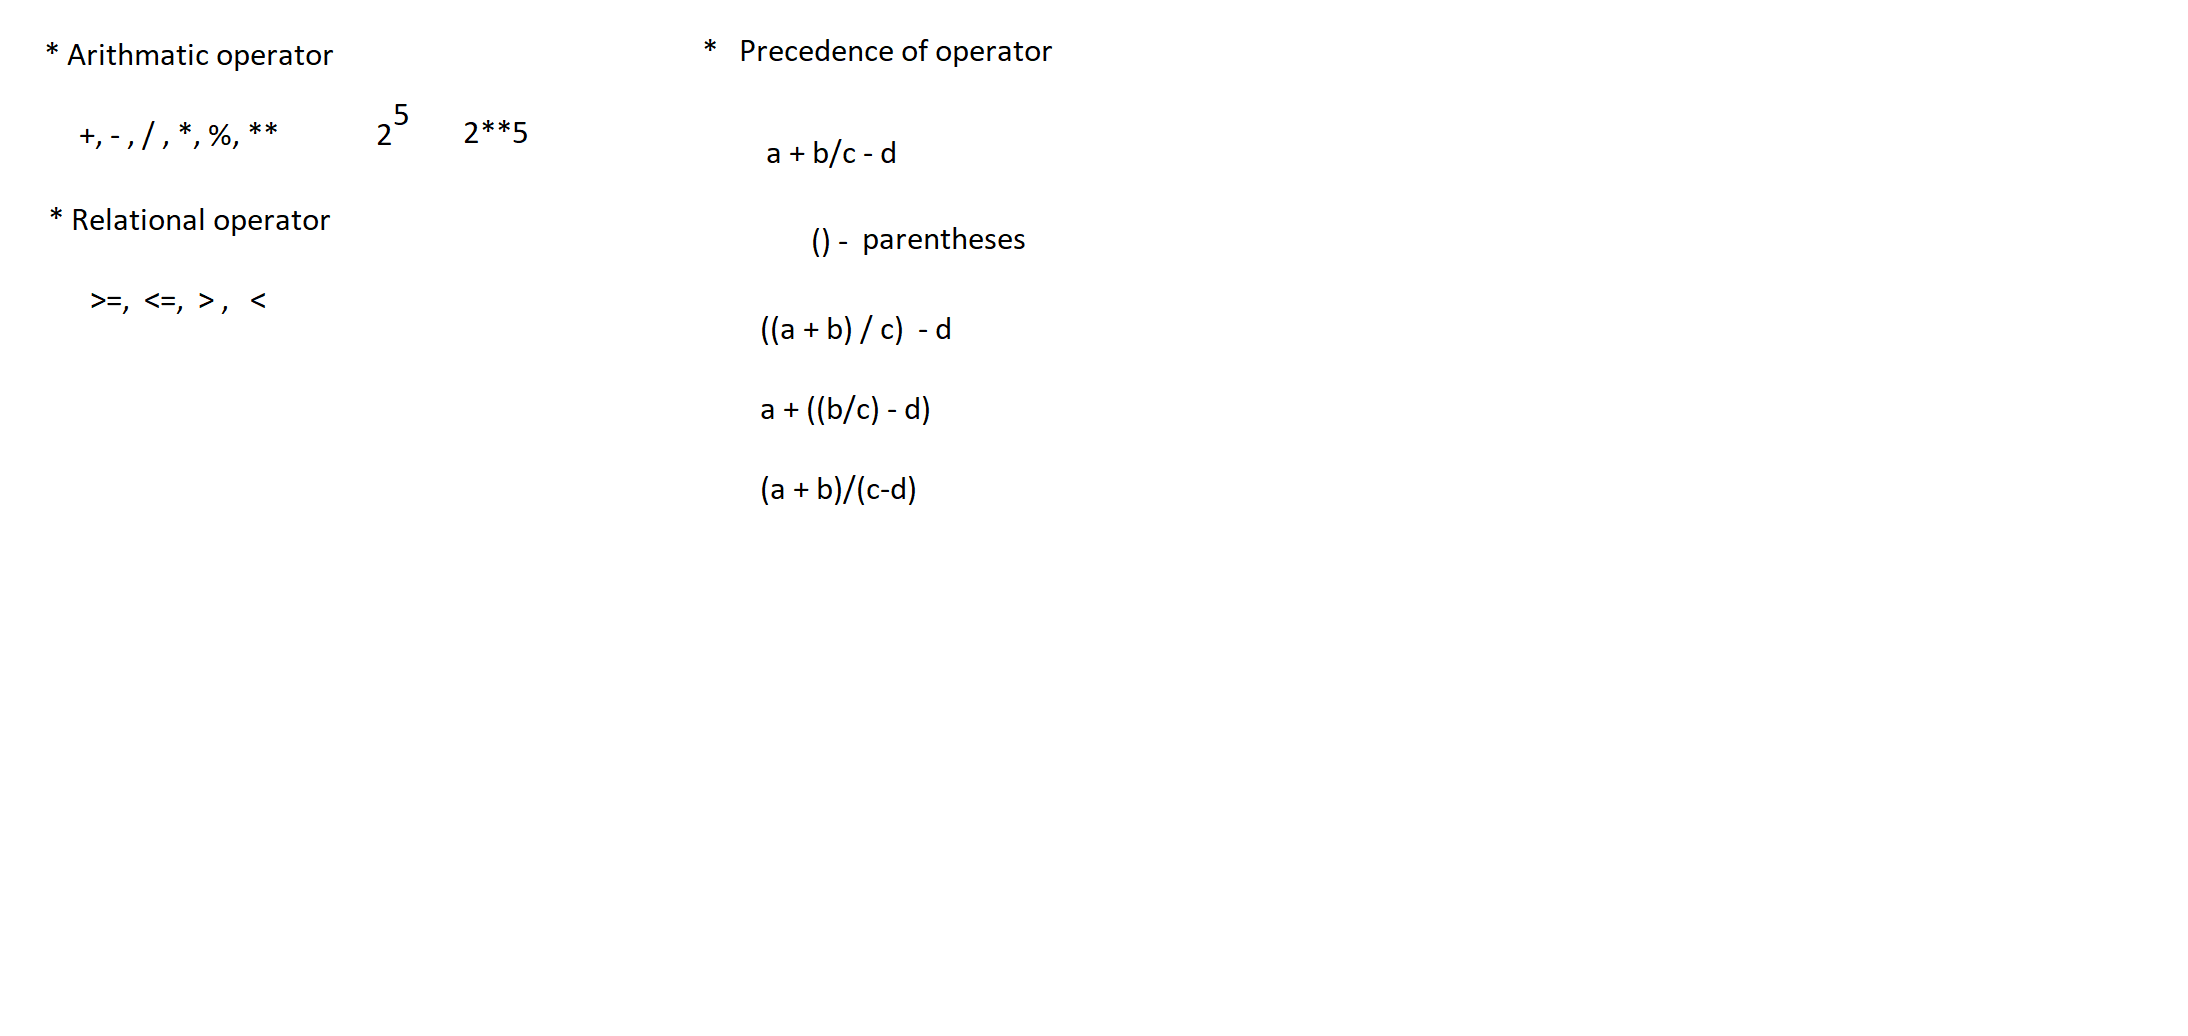 * Arithmatic operator
+, - , / , *, %, ** 2^5 2**5
* Relational operator
>=, <=, > , <
* Precedence of operator
a + b/c - d
() - parentheses
((a + b) / c) - d
a + ((b/c) - d)
(a + b)/(c-d)